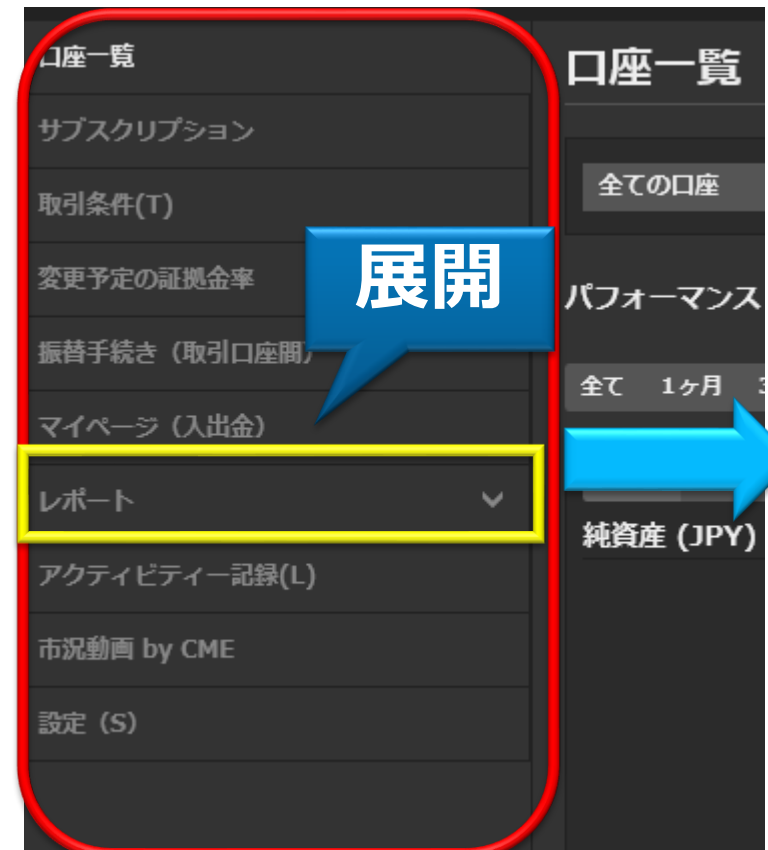 口座一覧
サブスクリプション
取引条件(T)
変更予定の証拠金率
振替手続き（取引口座間）
マイページ（入出金）
レポート
アクティビティー記録(L)
市況動画 by CME
設定（S）
展開
口座一覧
全ての口座
パフォーマンス
全て 1ヶ月 3
純資産 (JPY)